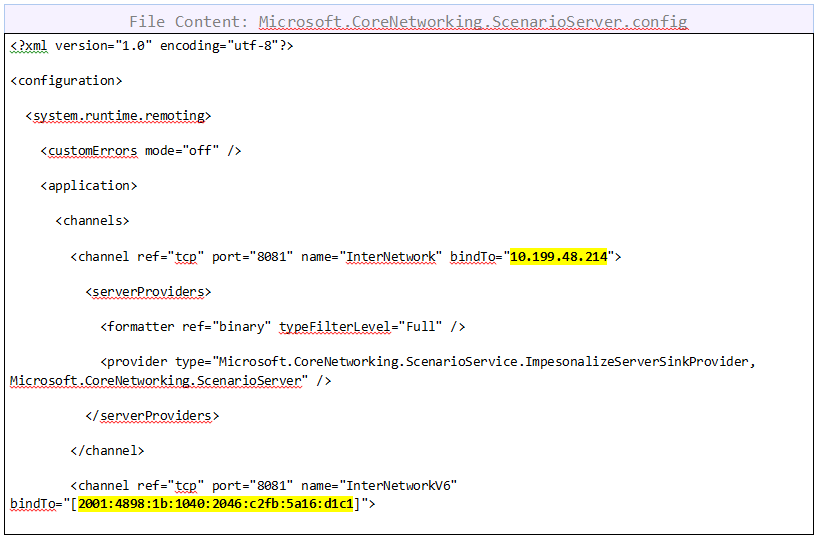 File Content: Microsoft.CoreNetworking.ScenarioServer.config
<?xml version="1.0" encoding="utf-8"?>
<configuration>
<system.runtime.remoting>
<customErrors mode="off" />
<application>
<channels>
<channel ref="tcp" port="8081" name="InterNetwork" bindTo="10.199.48.214">
<serverProviders>
<formatter ref="binary" typeFilterLevel="Full" />
<provider type="Microsoft.CoreNetworking.ScenarioService.ImpesonalizeServerSinkProvider,
Microsoft.CoreNetworking.ScenarioServer" />
</serverProviders>
</channel>
<channel ref="tcp" port="8081" name="InterNetworkV6"
bindTo="[2001:4898:1b:1040:2046:c2fb:5a16:d1c1]">